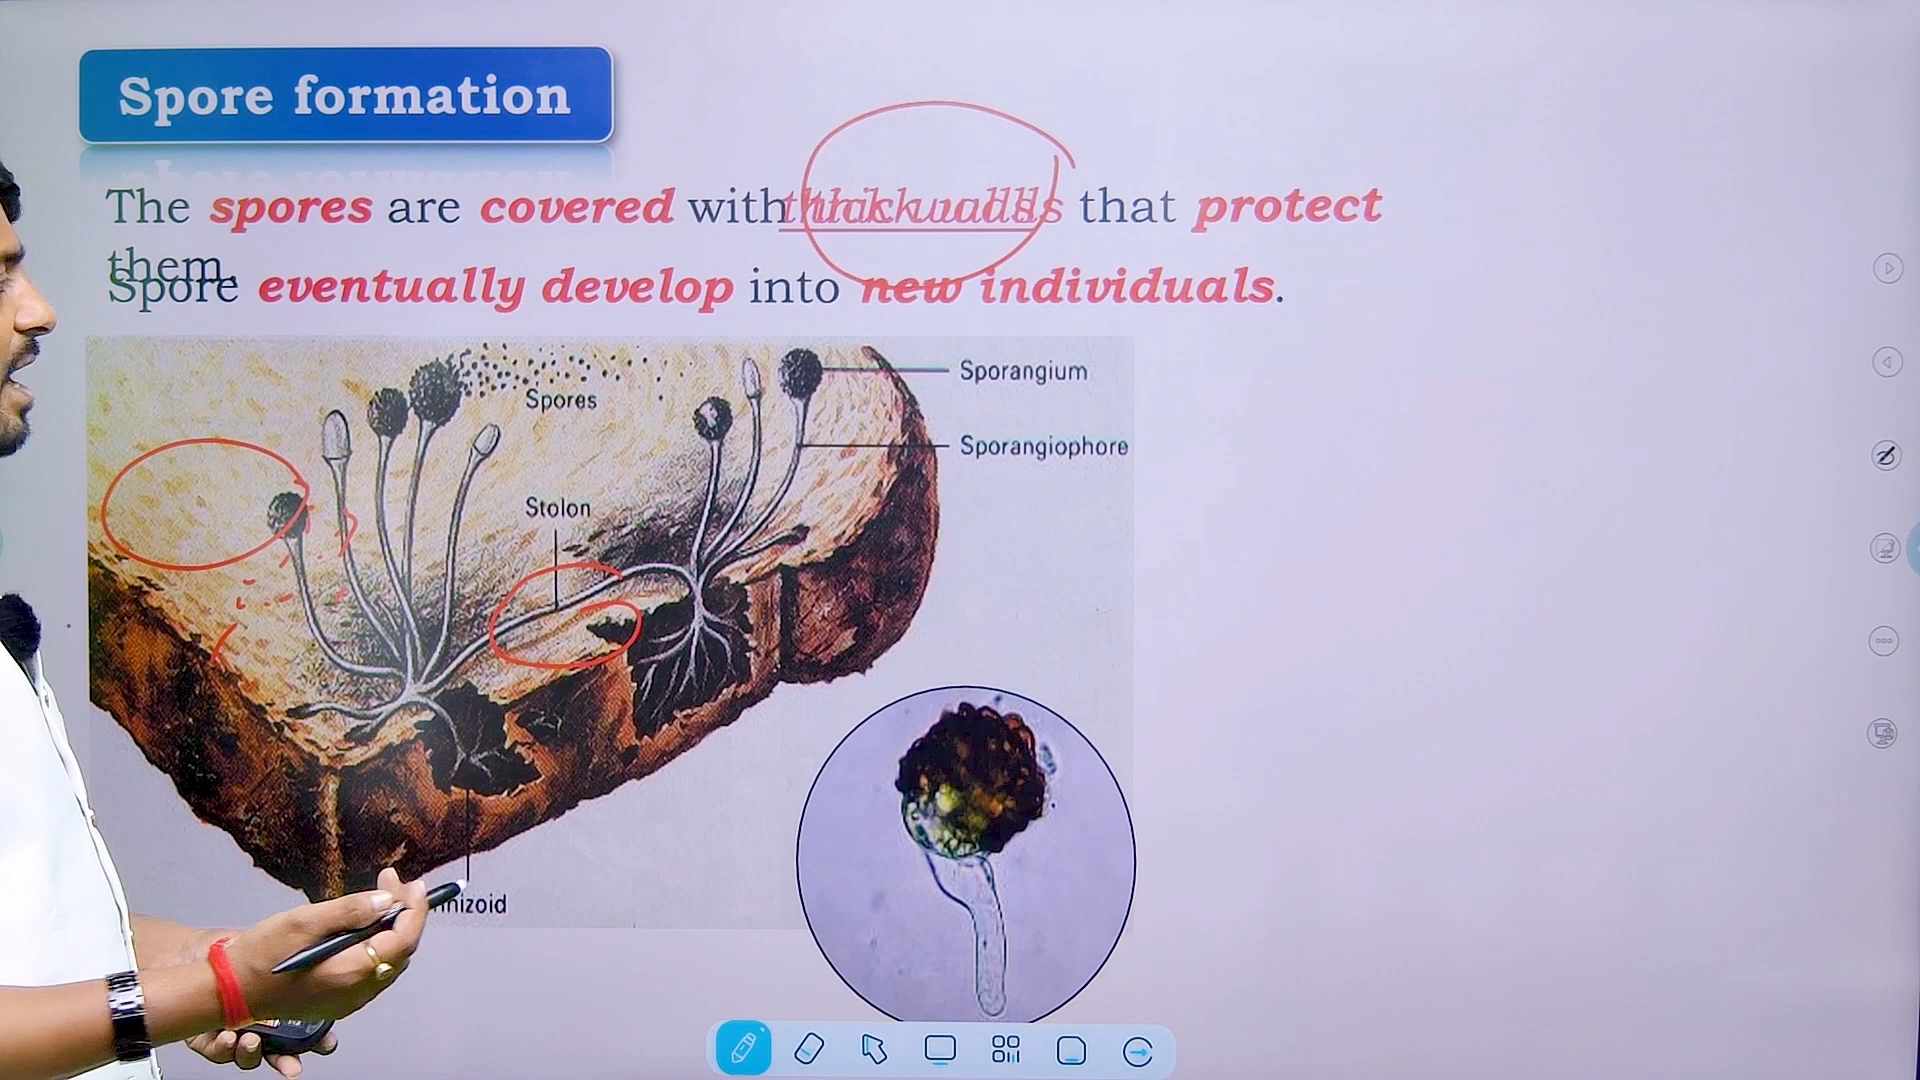 Spore formation
The spores are covered with thick walls that protect
them.
Spore eventually develop into new individuals.
Sporangium
Spores
Sporangiophore
Stolon
hizoid